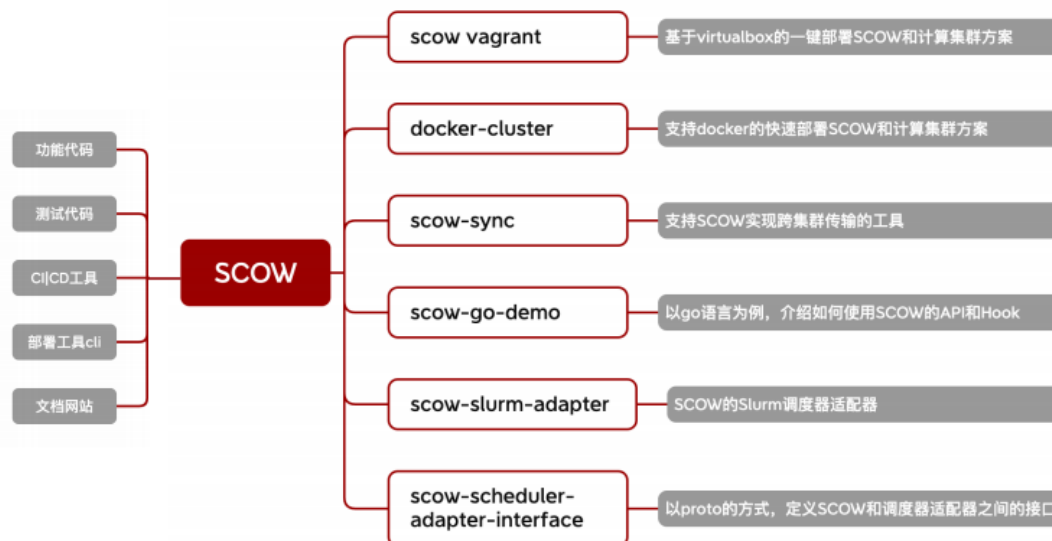 scow vagrant
基于virtualbox的一键部署SCOW和计算集群方案
docker-cluster
支持docker的快速部署SCOW和计算集群方案
功能代码
测试代码
scow-sync
支持SCOW实现跨集群传输的工具
CI|CD工具
SCOW
scow-go-demo
以go语言为例，介绍如何使用SCOW的API和Hook
部署工具cli
文档网站
scow-slurm-adapter
SCOW的Slurm调度器适配器
scow-scheduler-
adapter-interface
以proto的方式，定义SCOW和调度器适配器之间的接口